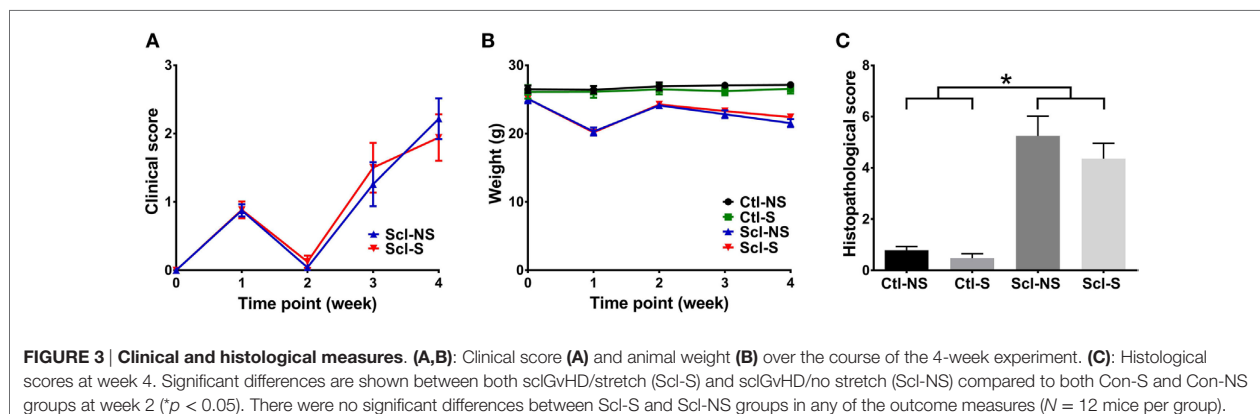 A
Clinical score
3
2
1
0
Scl-NS
Scl-S
0 1 2 3 4
Time point (week)
B
Weight (g)
30
20
10
0
Ctl-NS
Ctl-S
Scl-NS
Scl-S
0 1 2 3 4
Time point (week)
C
Histopathological score
8
6
4
2
0
*
Ctl-NS Ctl-S Scl-NS Scl-S
FIGURE 3 | Clinical and histological measures. (A,B): Clinical score (A) and animal weight (B) over the course of the 4-week experiment. (C): Histological
scores at week 4. Significant differences are shown between both sclGvHD/stretch (Scl-S) and sclGvHD/no stretch (Scl-NS) compared to both Con-S and Con-NS
groups at week 2 (*p < 0.05). There were no significant differences between Scl-S and Scl-NS groups in any of the outcome measures (N = 12 mice per group).